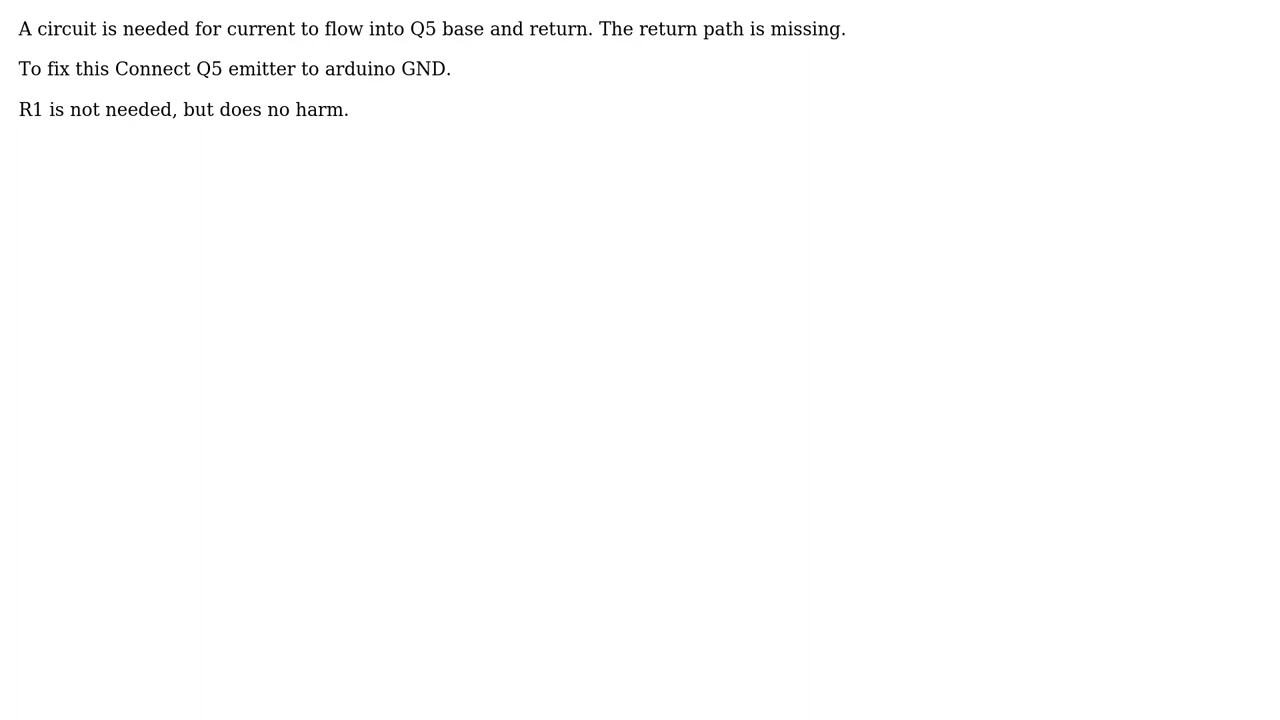 A circuit is needed for current to flow into Q5 base and return. The return path is missing.
To fix this Connect Q5 emitter to arduino GND.
R1 is not needed, but does no harm.